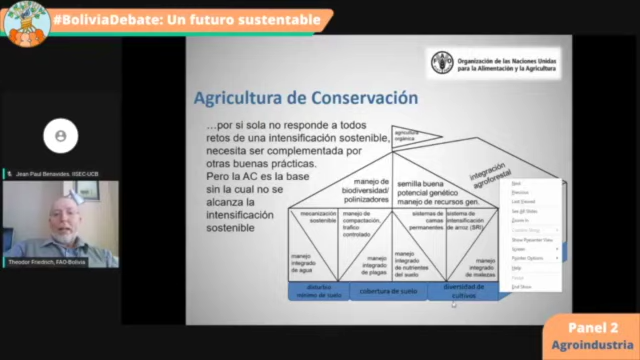 #BoliviaDebate: Un futuro sustentable
Organización de las Naciones Unidas
para la Alimentación y la Agricultura
Agricultura de Conservación
…por si sola no responde a todos
retos de una intensificación sostenible,
necesita ser complementada por
otras buenas prácticas.
Pero la AC es la base
sin la cual no se
alcanza la
intensificación
sostenible
agricultura
orgánica
integración
agroforestal
manejo de
biodiversidad/
polinizadores
semilla buena
potencial genético
manejo de recursos gen.
mecanización
sostenible
manejo de
compactación,
trafico
controlado
sistemas de
camas
permanentes
sistema de
intensificación
de arroz (SRI)
manejo
integrado
de agua
manejo
integrado
de plagas
manejo
integrado de
nutrientes
del suelo
manejo
integrado
de malezas
disturbio
minimo de suelo
cobertura de suelo
diversidad de
cultivos
Next
Previous
Last Viewed
See All Slides
Zoom In
Show Presenter View
Screen
Pointer Options
Help
Pause
End Show
Jean Paul Benavides, IISEC-UCB
Theodor Friedrich, FAO-Bolivia
Panel 2
Agroindustria